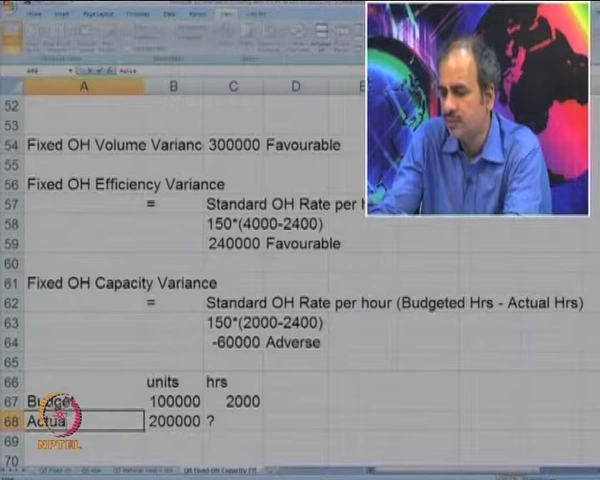 A B C D
52
53
54 Fixed OH Volume Varianc 300000 Favourable
55
56 Fixed OH Efficiency Variance
57 = Standard OH Rate per h
58 150*(4000-2400)
59 240000 Favourable
60
61 Fixed OH Capacity Variance
62 = Standard OH Rate per hour (Budgeted Hrs - Actual Hrs)
63 150*(2000-2400)
64 -60000 Adverse
65
66 units hrs
67 Budget 100000 2000
68 Actua 200000 ?
69
70
NPTEL